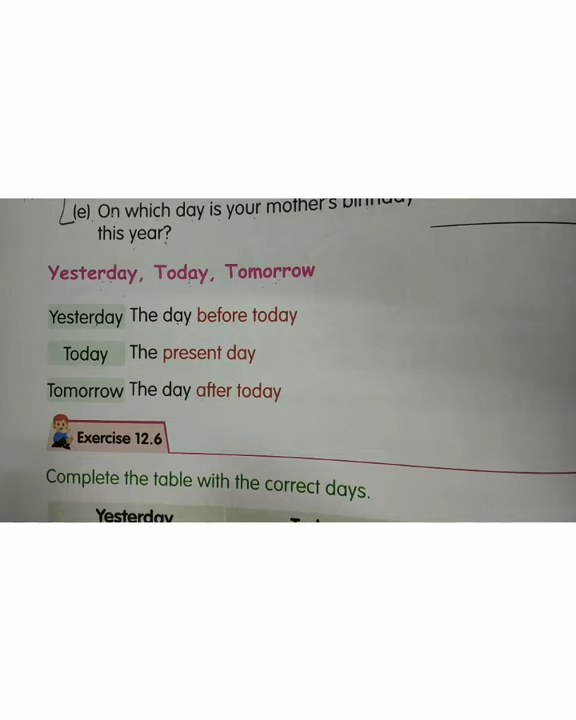 (e) On which day is your mother's birthday
this year?
Yesterday, Today, Tomorrow
Yesterday The day before today
Today The present day
Tomorrow The day after today
Exercise 12.6
Complete the table with the correct days.
Yesterday